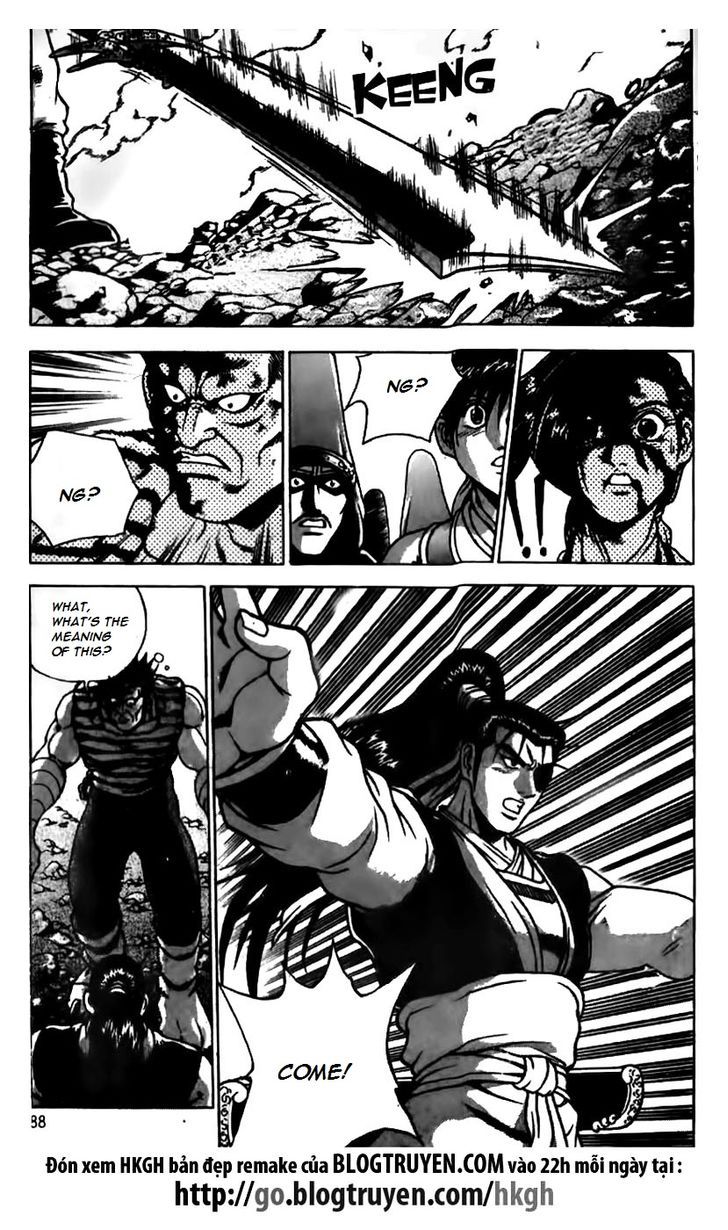 KEENG
NG?
NG?
!!
WHAT,
WHAT'S THE
MEANING
OF THIS?
COME!
88
Đón xem HKGH bản đẹp remake của BLOGTRUYEN.COM vào 22h mỗi ngày tại :
http://go.blogtruyen.com/hkgh